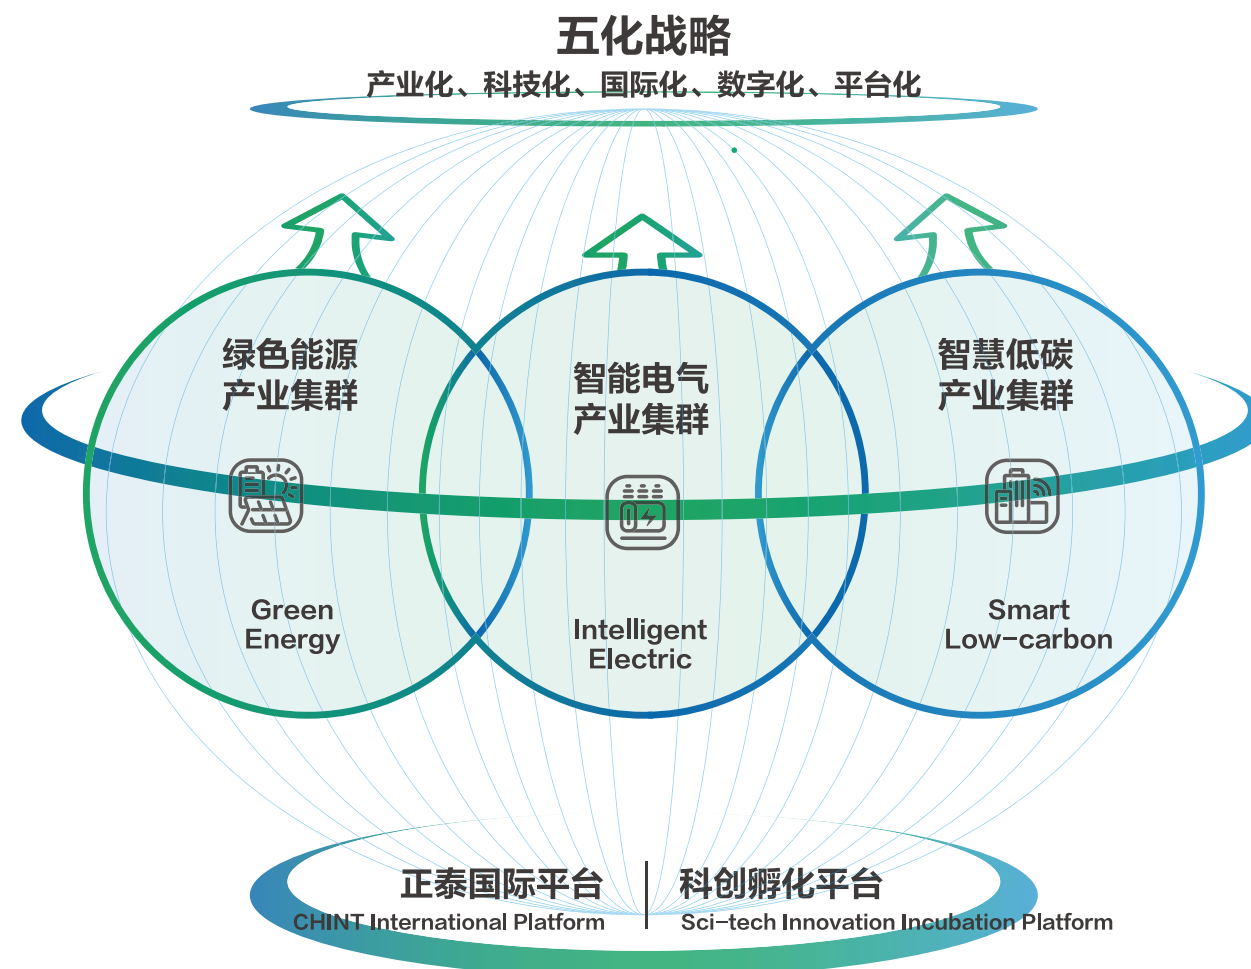 五化战略
产业化、科技化、国际化、数字化、平台化
绿色能源
产业集群
Green
Energy
智能电气
产业集群
Intelligent
Electric
智慧低碳
产业集群
Smart
Low-carbon
正泰国际平台
CHINT International Platform
科创孵化平台
Sci-tech Innovation Incubation Platform